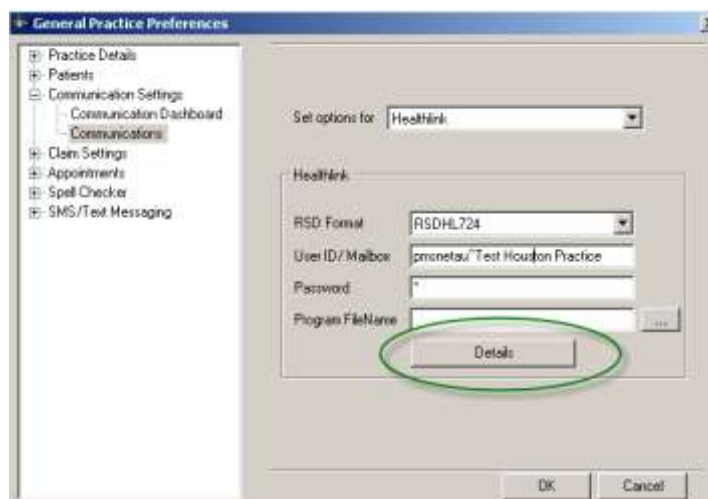 General Practice Preferences
Practice Details
Patients
Communication Settings
Communication Dashboard
Communications
Claim Settings
Appointments
Spell Checker
SMS/Text Messaging
Set options for Healthlink
Healthlink
RSD Format RSDHL724
User ID/ Mailbox pmsnetau^Test Houston Practice
Password *
Program FileName ...
Details
OK Cancel